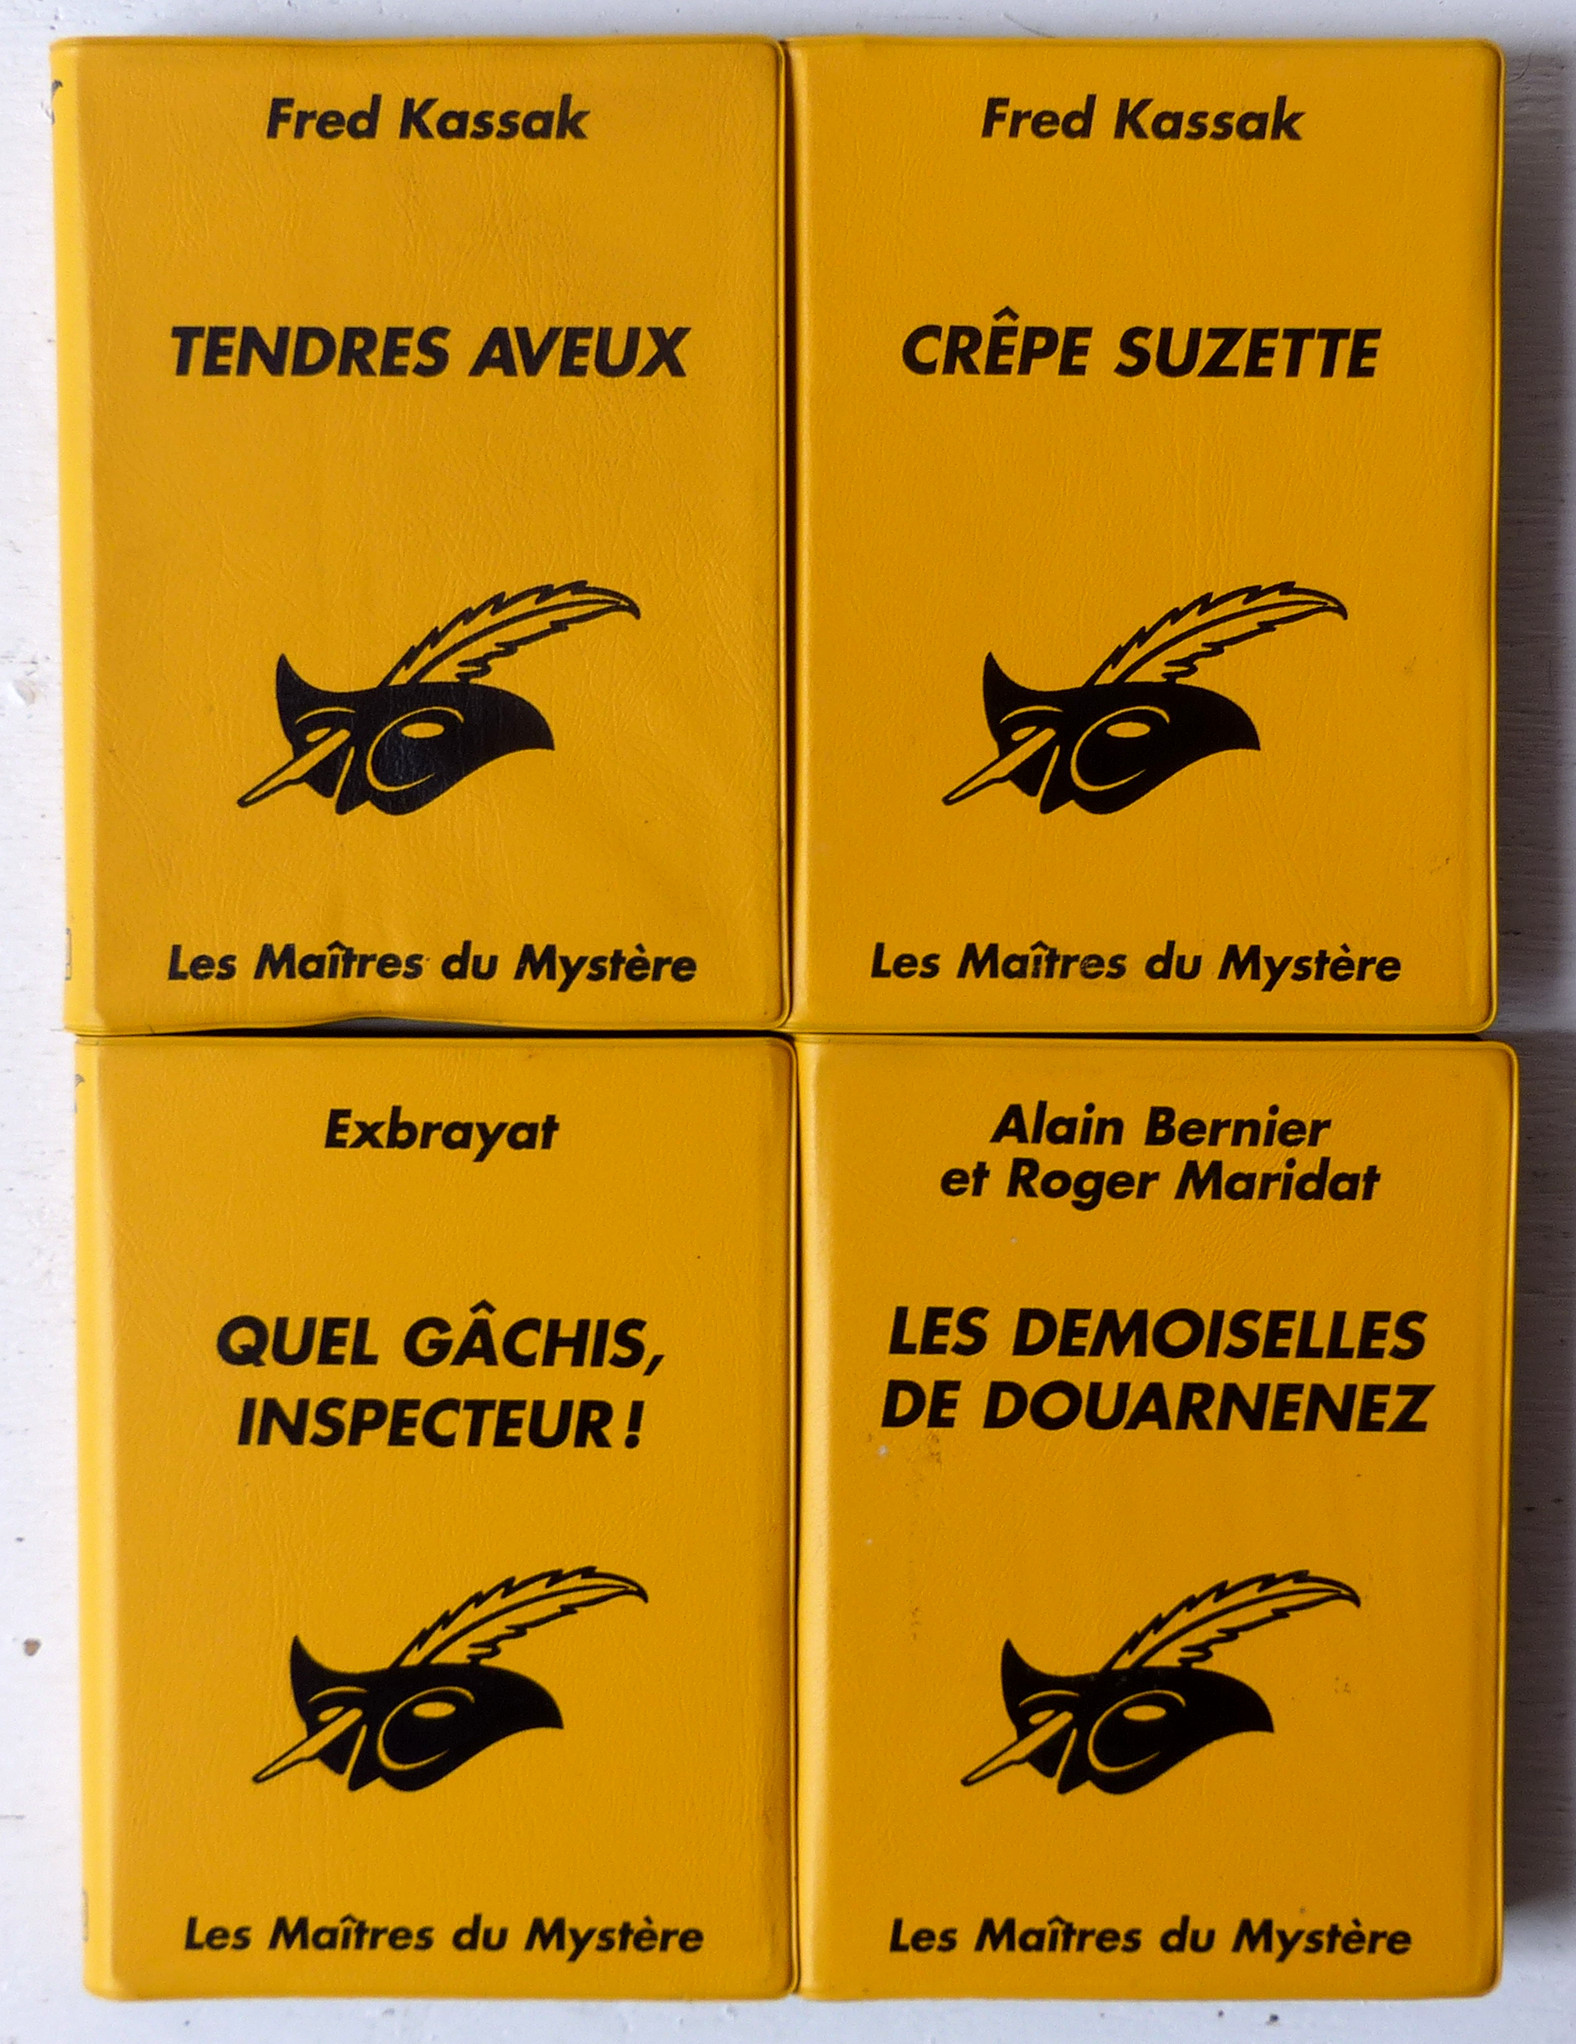 Fred Kassak
TENDRES AVEUX
Les Maîtres du Mystère
Fred Kassak
CRÊPE SUZETTE
Les Maîtres du Mystère
Exbrayat
QUEL GÂCHIS,
INSPECTEUR !
Les Maîtres du Mystère
Alain Bernier
et Roger Maridat
LES DEMOISELLES
DE DOUARNENEZ
Les Maîtres du Mystère